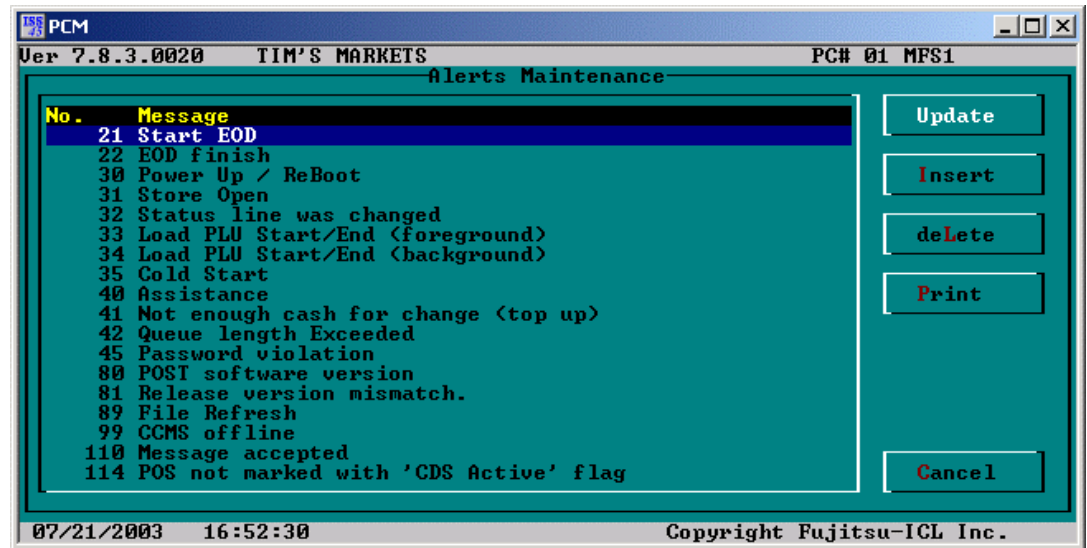 ISS 45 PCM
Ver 7.8.3.0020 TIM'S MARKETS PC# 01 MFS1
Alerts Maintenance
No. Message
21 Start EOD
22 EOD finish
30 Power Up / ReBoot
31 Store Open
32 Status line was changed
33 Load PLU Start/End (foreground)
34 Load PLU Start/End (background)
35 Cold Start
40 Assistance
41 Not enough cash for change (top up)
42 Queue length Exceeded
45 Password violation
80 POST software version
81 Release version mismatch.
89 File Refresh
99 CCMS offline
110 Message accepted
114 POS not marked with 'CDS Active' flag
Update
Insert
deLete
Print
Cancel
07/21/2003 16:52:30 Copyright Fujitsu-ICL Inc.